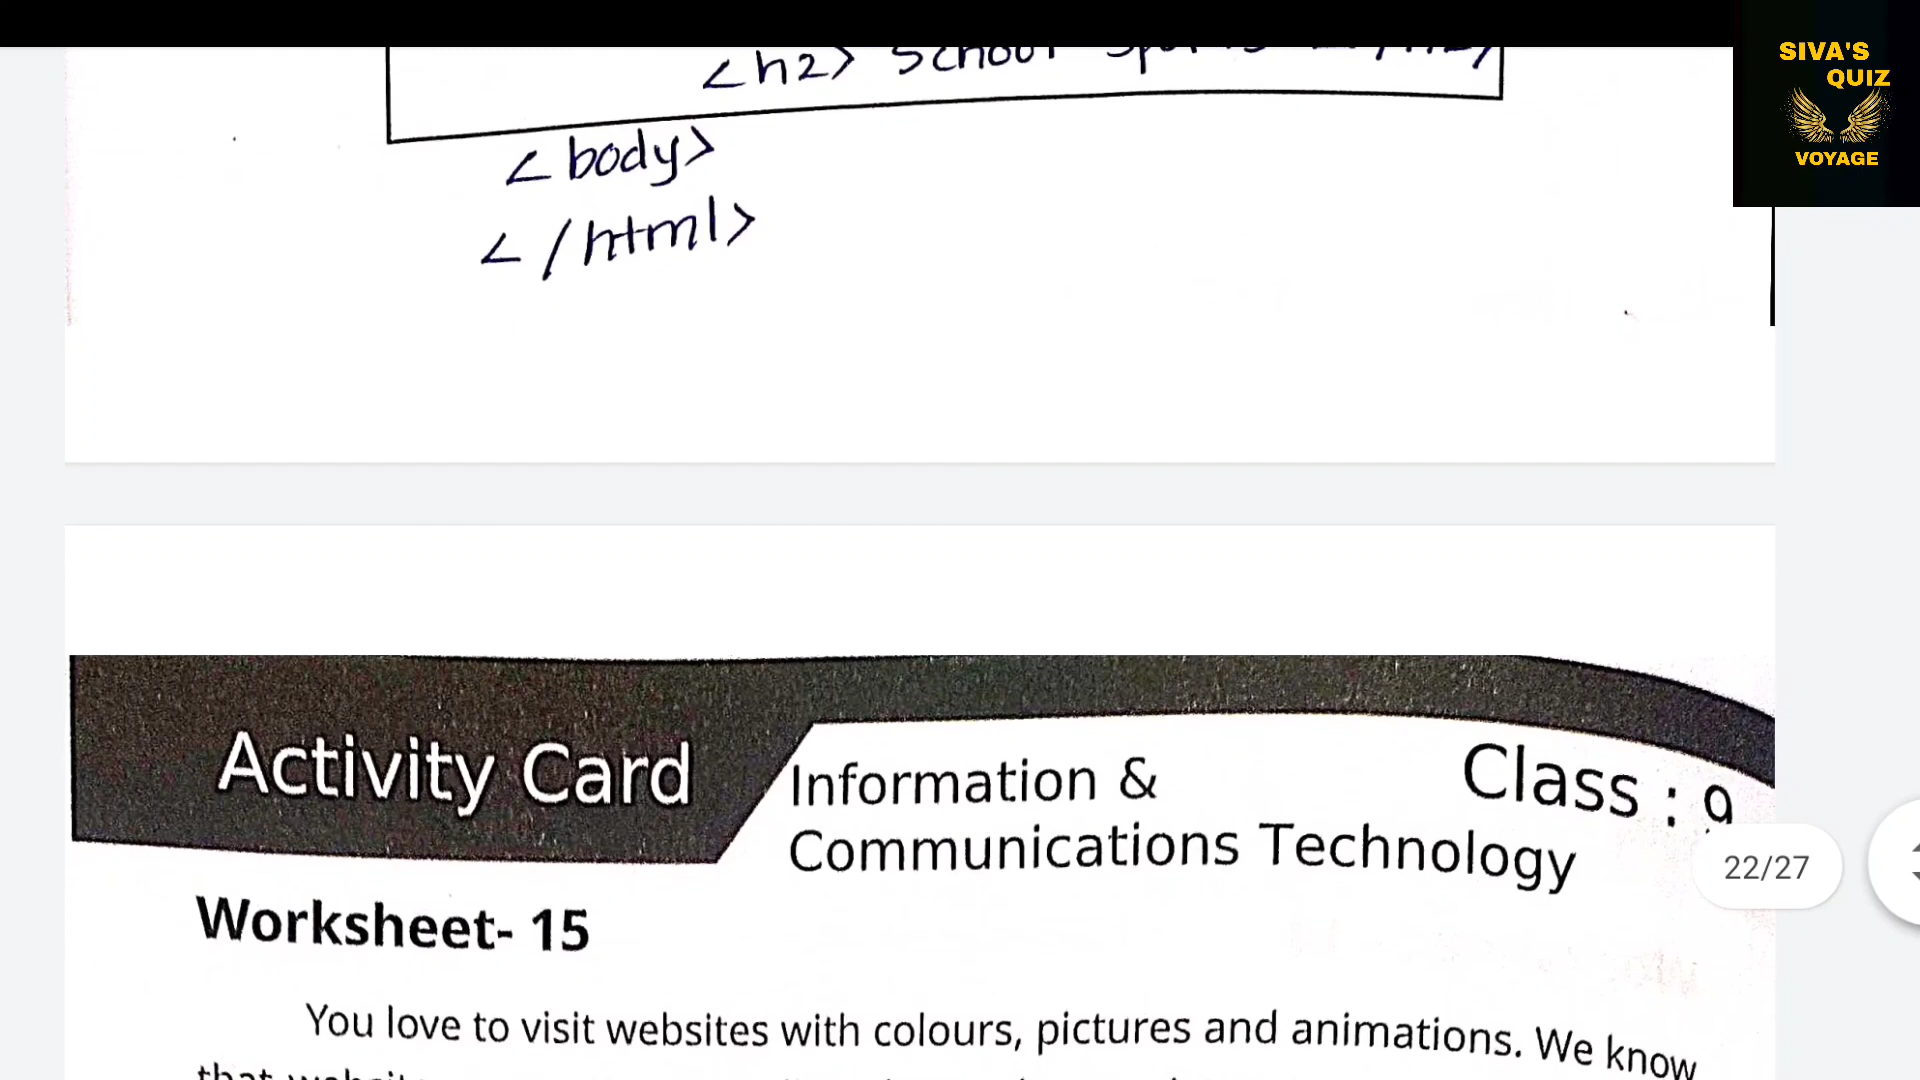 SIVA'S
QUIZ
VOYAGE
<h2> School
<body>
</html>
Activity Card
Information &
Communications Technology
Class : 9
22/27
Worksheet- 15
You love to visit websites with colours, pictures and animations. We know
that